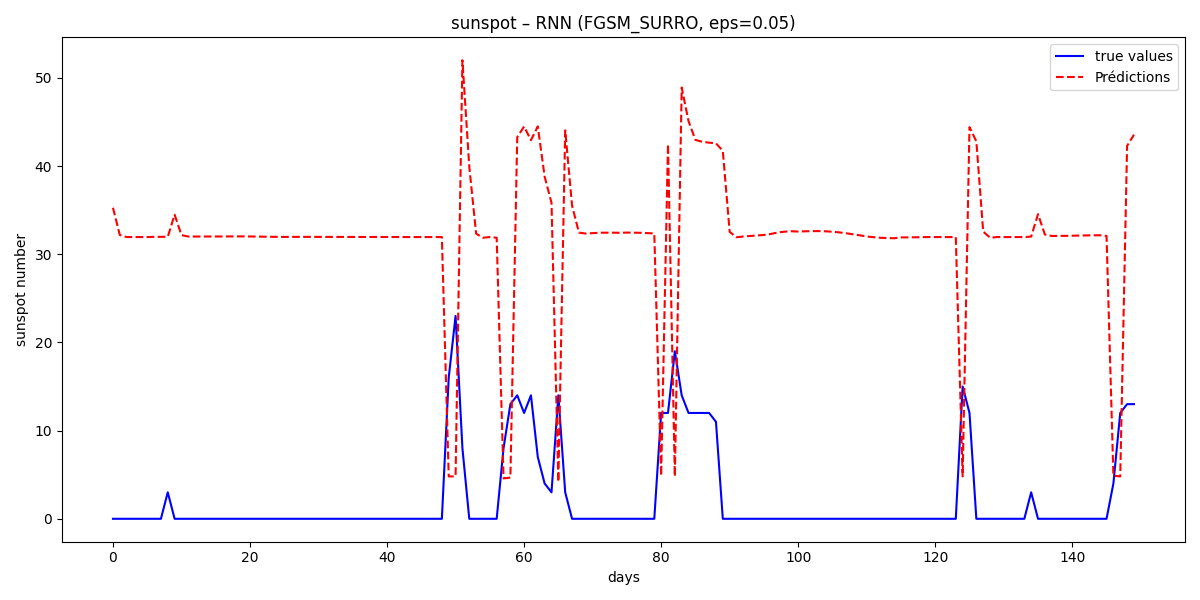 sunspot – RNN (FGSM_SURRO, eps=0.05)
true values
Prédictions
sunspot number
50
40
30
20
10
0
0 20 40 60 80 100 120 140
days